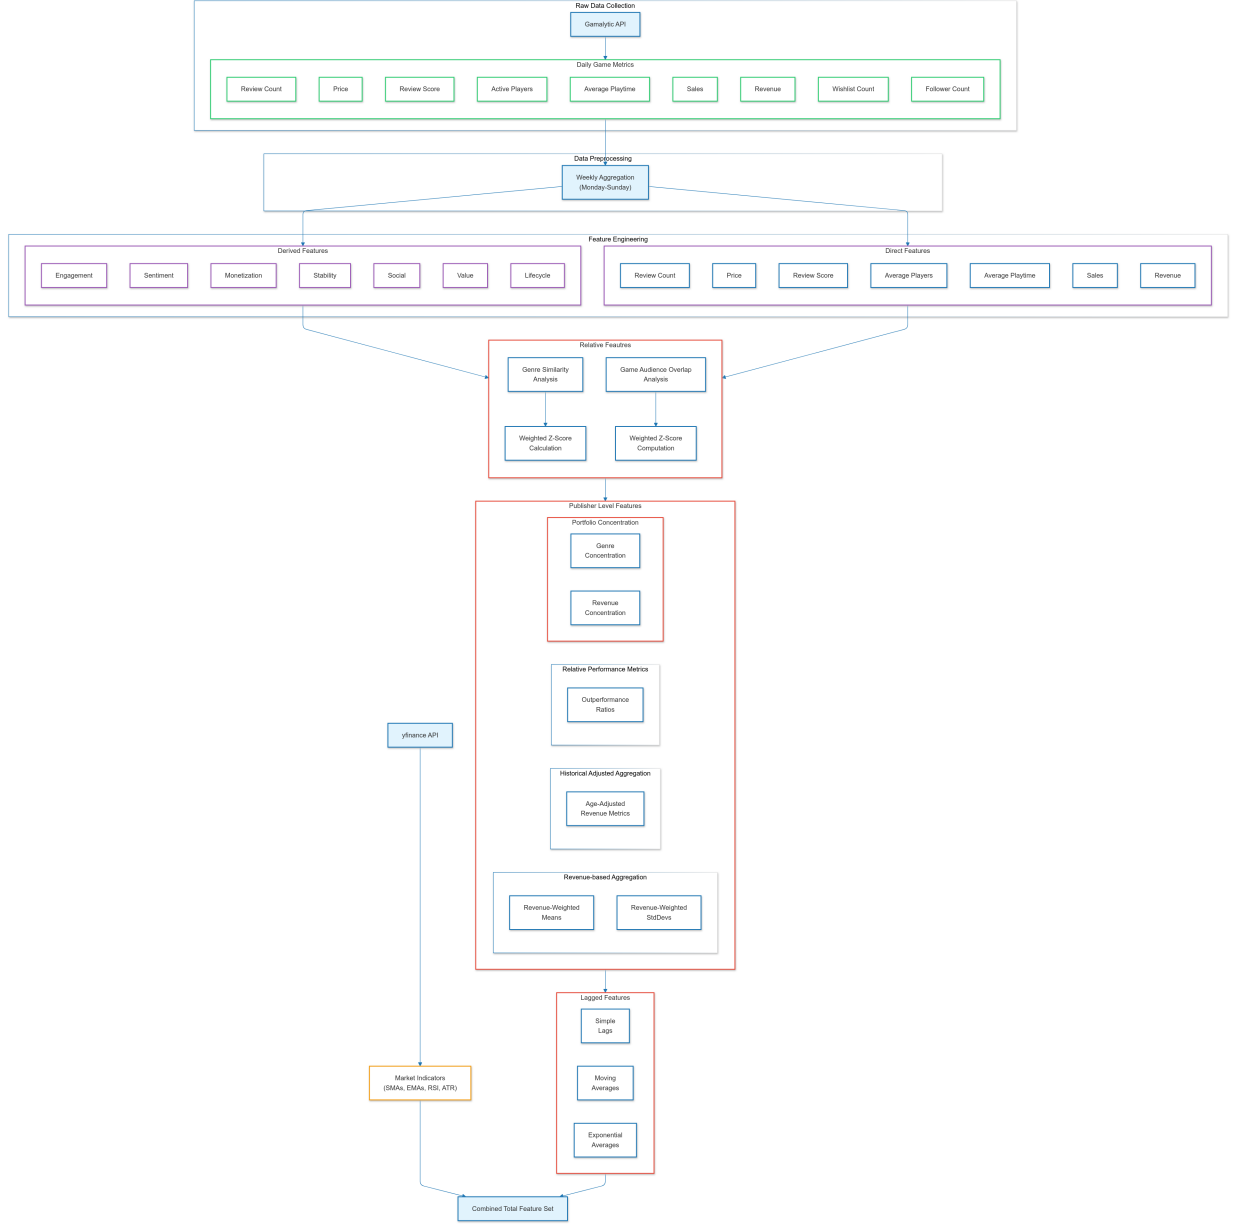 Raw Data Collection
Gamalytic API
Daily Game Metrics
Review Count
Price
Review Score
Active Players
Average Playtime
Sales
Revenue
Wishlist Count
Follower Count
Data Preprocessing
Weekly Aggregation
(Monday-Sunday)
Feature Engineering
Derived Features
Engagement
Sentiment
Monetization
Stability
Social
Value
Lifecycle
Direct Features
Review Count
Price
Review Score
Average Players
Average Playtime
Sales
Revenue
Relative Feautres
Genre Similarity
Analysis
Game Audience Overlap
Analysis
Weighted Z-Score
Calculation
Weighted Z-Score
Computation
Publisher Level Features
Portfolio Concentration
Genre
Concentration
Revenue
Concentration
Relative Performance Metrics
Outperformance
Ratios
yfinance API
Historical Adjusted Aggregation
Age-Adjusted
Revenue Metrics
Revenue-based Aggregation
Revenue-Weighted
Means
Revenue-Weighted
StdDevs
Lagged Features
Simple
Lags
Market Indicators
(SMAs, EMAs, RSI, ATR)
Moving
Averages
Exponential
Averages
Combined Total Feature Set